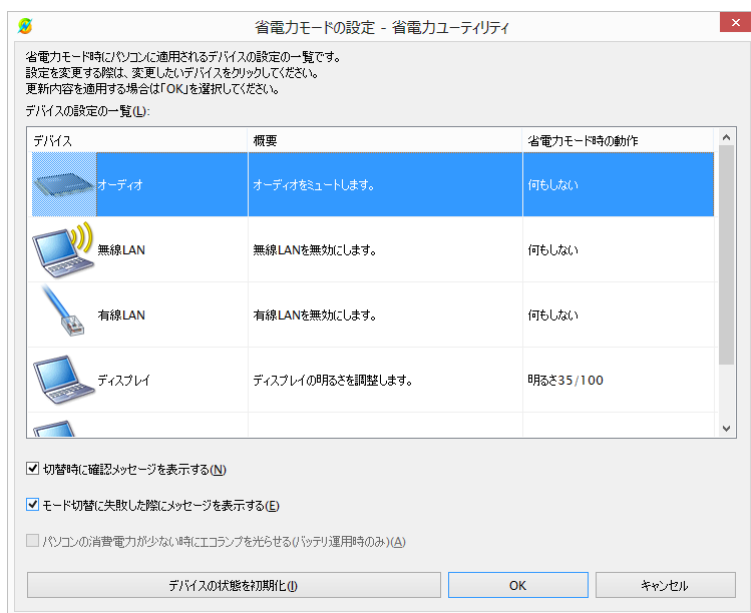 省電力モードの設定 - 省電力ユーティリティ
省電力モード時にパソコンに適用されるデバイスの設定の一覧です。
設定を変更する際は、変更したいデバイスをクリックしてください。
更新内容を適用する場合は「OK」を選択してください。
デバイスの設定の一覧(L):
デバイス 概要 省電力モード時の動作
オーディオ オーディオをミュートします。 何もしない
無線LAN 無線LANを無効にします。 何もしない
有線LAN 有線LANを無効にします。 何もしない
ディスプレイ ディスプレイの明るさを調整します。 明るさ35/100
切替時に確認メッセージを表示する(N)
モード切替に失敗した際にメッセージを表示する(E)
パソコンの消費電力が少ない時にエコランプを光らせる(バッテリ運用時のみ)(A)
デバイスの状態を初期化(I) OK キャンセル